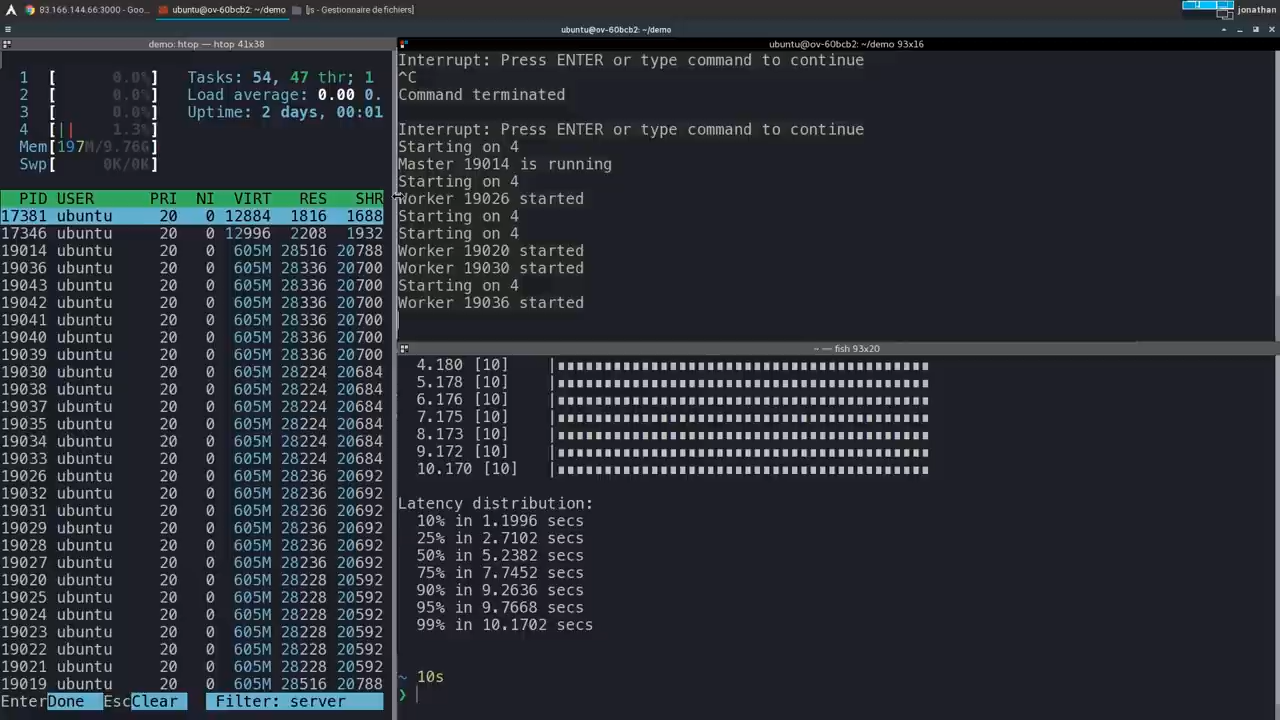 83.166.144.66:3000 - Goo...
ubuntu@ov-60bcb2: ~/demo
[js - Gestionnaire de fichiers]
jonathan
ubuntu@ov-60bcb2: ~/demo
demo: htop — htop 41x38
1 [ 0.0%] Tasks: 54, 47 thr; 1
2 [ 0.0%] Load average: 0.00 0.
3 [ 0.0%] Uptime: 2 days, 00:01
4 [|| 1.3%]
Mem[197M/9.76G]
Swp[ 0K/0K]
PID USER PRI NI VIRT RES SHR
17381 ubuntu 20 0 12884 1816 1688
17346 ubuntu 20 0 12996 2208 1932
19014 ubuntu 20 0 605M 28516 20788
19036 ubuntu 20 0 605M 28336 20700
19043 ubuntu 20 0 605M 28336 20700
19042 ubuntu 20 0 605M 28336 20700
19041 ubuntu 20 0 605M 28336 20700
19040 ubuntu 20 0 605M 28336 20700
19039 ubuntu 20 0 605M 28336 20700
19030 ubuntu 20 0 605M 28224 20684
19038 ubuntu 20 0 605M 28224 20684
19037 ubuntu 20 0 605M 28224 20684
19035 ubuntu 20 0 605M 28224 20684
19034 ubuntu 20 0 605M 28224 20684
19033 ubuntu 20 0 605M 28224 20684
19026 ubuntu 20 0 605M 28236 20692
19032 ubuntu 20 0 605M 28236 20692
19031 ubuntu 20 0 605M 28236 20692
19029 ubuntu 20 0 605M 28236 20692
19028 ubuntu 20 0 605M 28236 20692
19027 ubuntu 20 0 605M 28236 20692
19020 ubuntu 20 0 605M 28228 20592
19025 ubuntu 20 0 605M 28228 20592
19024 ubuntu 20 0 605M 28228 20592
19023 ubuntu 20 0 605M 28228 20592
19022 ubuntu 20 0 605M 28228 20592
19021 ubuntu 20 0 605M 28228 20592
19019 ubuntu 20 0 605M 28516 20788
EnterDone EscClear Filter: server
ubuntu@ov-60bcb2: ~/demo 93x16
Interrupt: Press ENTER or type command to continue
^C
Command terminated
Interrupt: Press ENTER or type command to continue
Starting on 4
Master 19014 is running
Starting on 4
Worker 19026 started
Starting on 4
Starting on 4
Worker 19020 started
Worker 19030 started
Starting on 4
Worker 19036 started
~ — fish 93x20
4.180 [10] |■■■■■■■■■■■■■■■■■■■■■■■■■■■■■■■■■■■■■■■■
5.178 [10] |■■■■■■■■■■■■■■■■■■■■■■■■■■■■■■■■■■■■■■■■
6.176 [10] |■■■■■■■■■■■■■■■■■■■■■■■■■■■■■■■■■■■■■■■■
7.175 [10] |■■■■■■■■■■■■■■■■■■■■■■■■■■■■■■■■■■■■■■■■
8.173 [10] |■■■■■■■■■■■■■■■■■■■■■■■■■■■■■■■■■■■■■■■■
9.172 [10] |■■■■■■■■■■■■■■■■■■■■■■■■■■■■■■■■■■■■■■■■
10.170 [10] |■■■■■■■■■■■■■■■■■■■■■■■■■■■■■■■■■■■■■■■■
Latency distribution:
10% in 1.1996 secs
25% in 2.7102 secs
50% in 5.2382 secs
75% in 7.7452 secs
90% in 9.2636 secs
95% in 9.7668 secs
99% in 10.1702 secs
~ 10s
❯